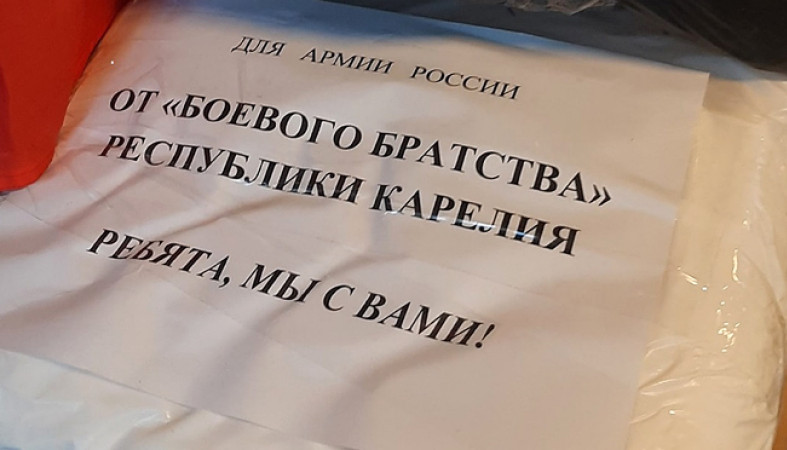 ДЛЯ АРМИИ РОССИИ
ОТ «БОЕВОГО БРАТСТВА»
РЕСПУБЛИКИ КАРЕЛИЯ
РЕБЯТА, МЫ С ВАМИ!